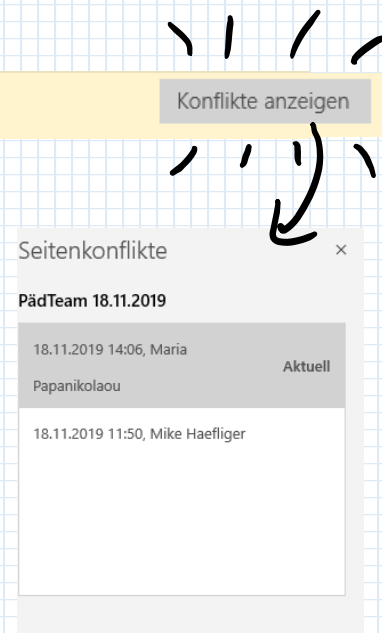 Konflikte anzeigen
Seitenkonflikte
PädTeam 18.11.2019
18.11.2019 14:06, Maria
Papanikolaou
Aktuell
18.11.2019 11:50, Mike Haefliger